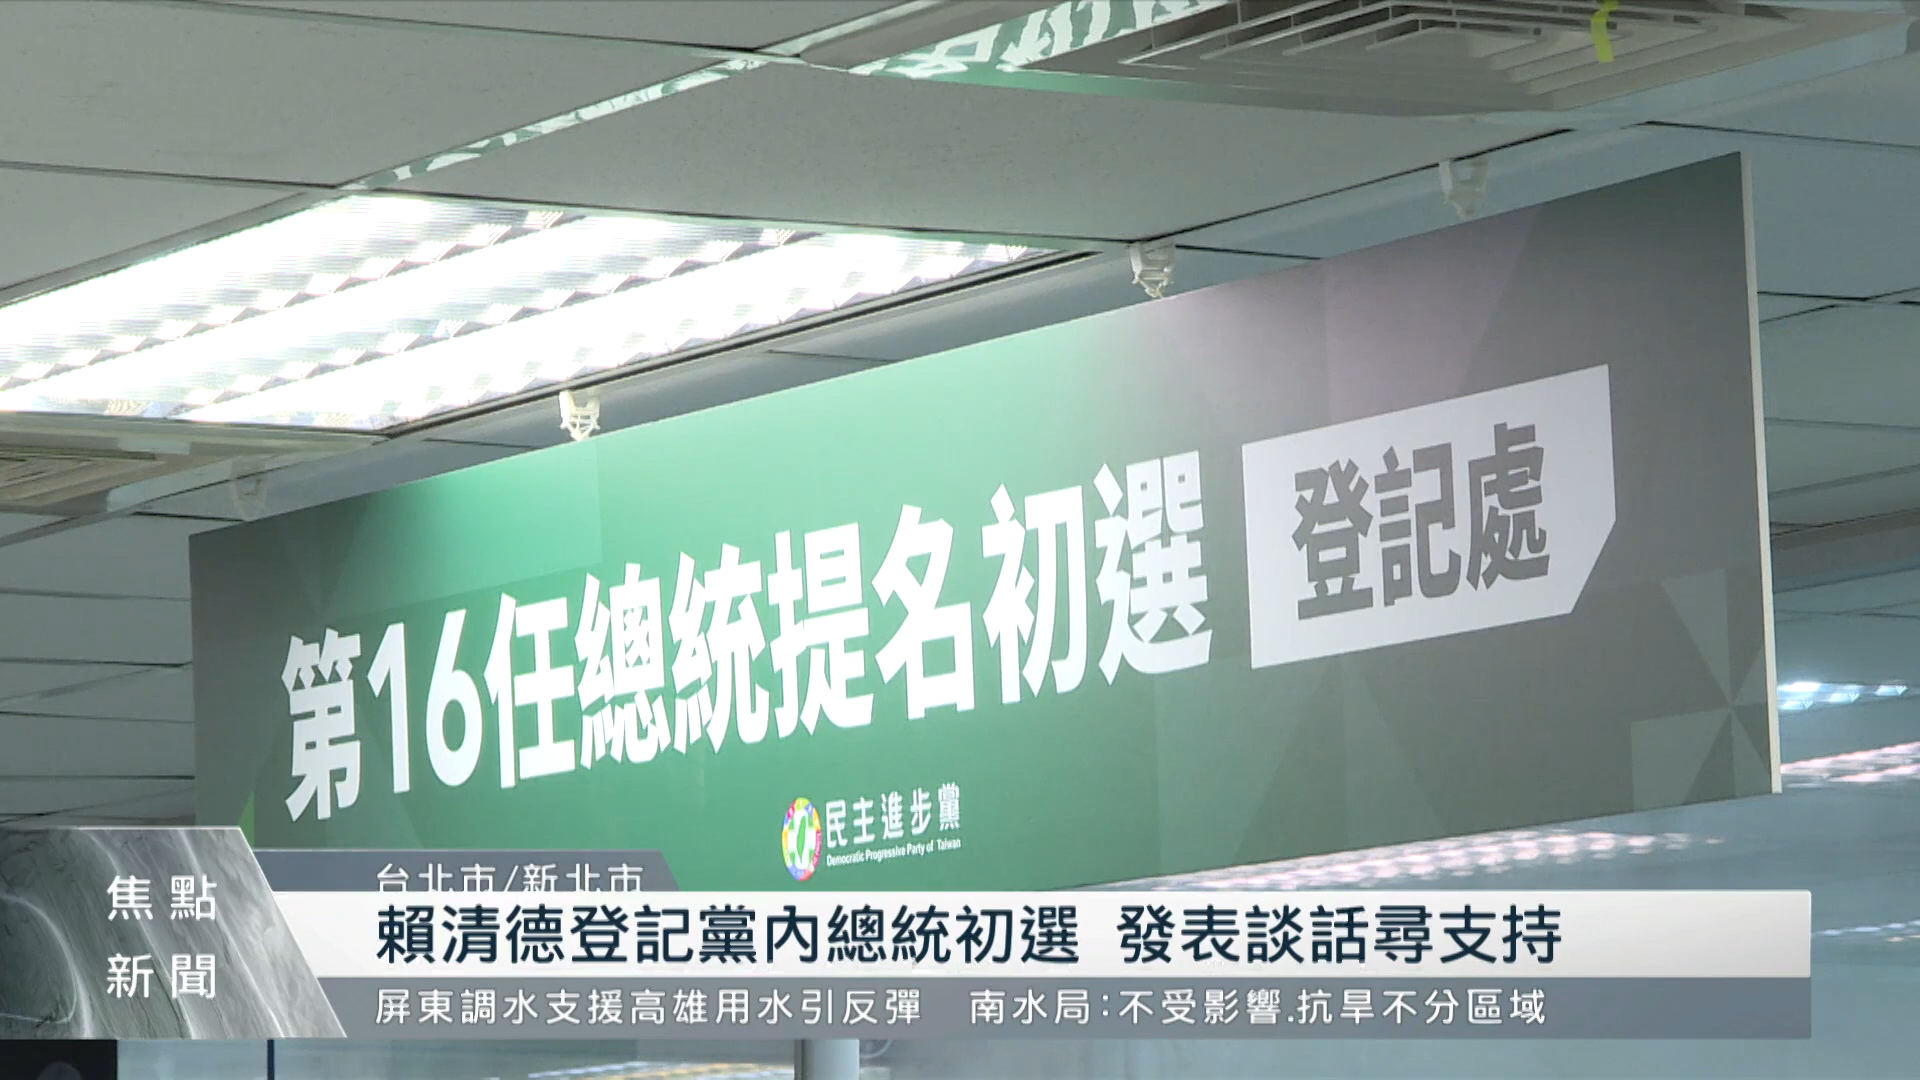 第16任總統提名初選 登記處
民主進步黨
Democratic Progressive Party of Taiwan
焦點
新聞
台北市/新北市
賴清德登記黨內總統初選 發表談話尋支持
屏東調水支援高雄用水引反彈 南水局:不受影響.抗旱不分區域